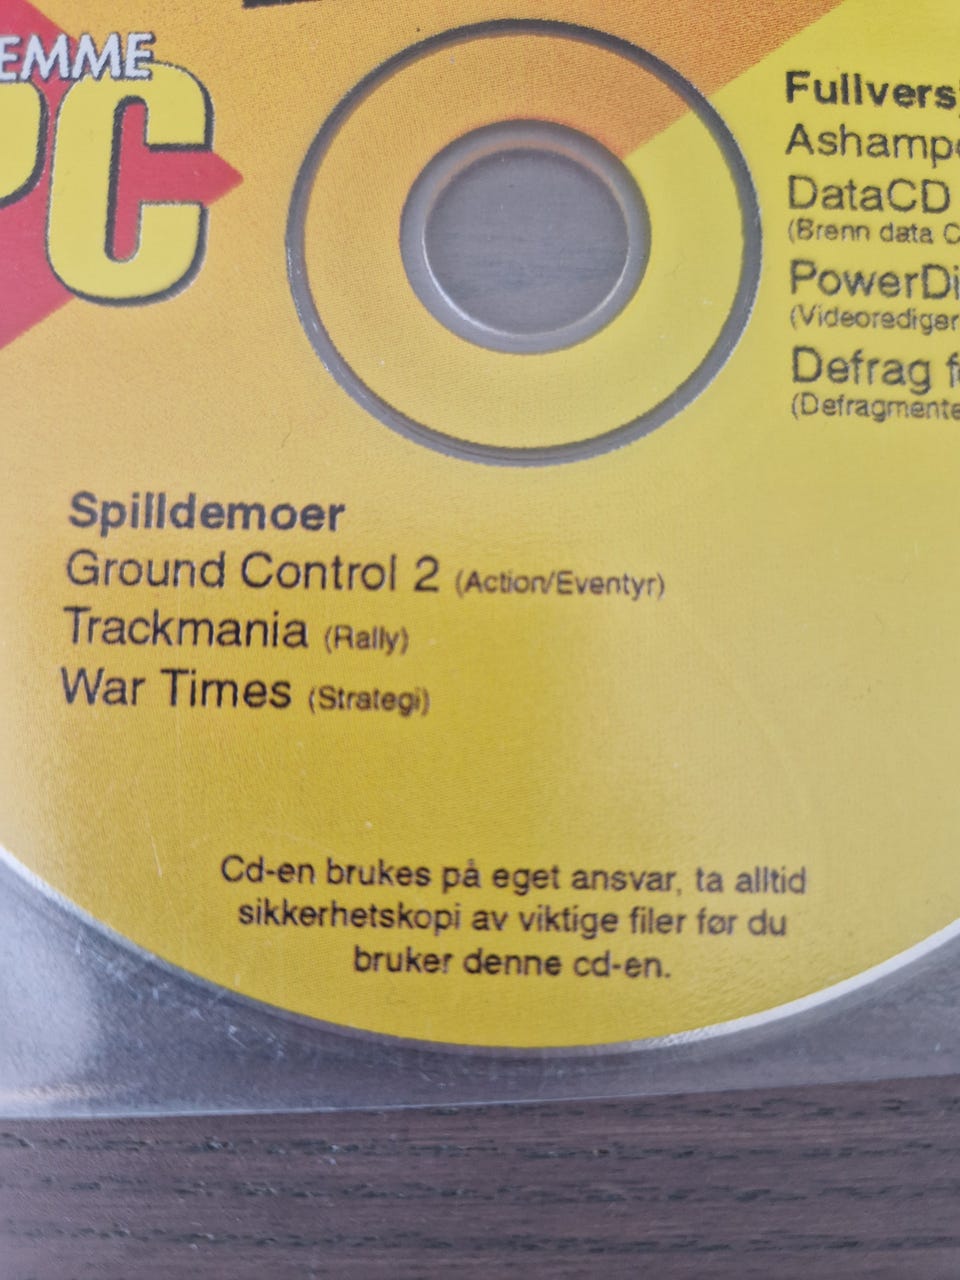 EMME
PC
Fullvers
Ashamp
DataCD
(Brenn data C
PowerDi
(Videorediger
Defrag f
(Defragmente
Spilldemoer
Ground Control 2 (Action/Eventyr)
Trackmania (Rally)
War Times (Strategi)
Cd-en brukes på eget ansvar, ta alltid
sikkerhetskopi av viktige filer før du
bruker denne cd-en.